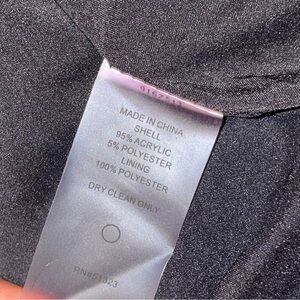 MADE IN CHINA
SHELL
95% ACRYLIC
5% POLYESTER
LINING
100% POLYESTER
DRY CLEAN ONLY